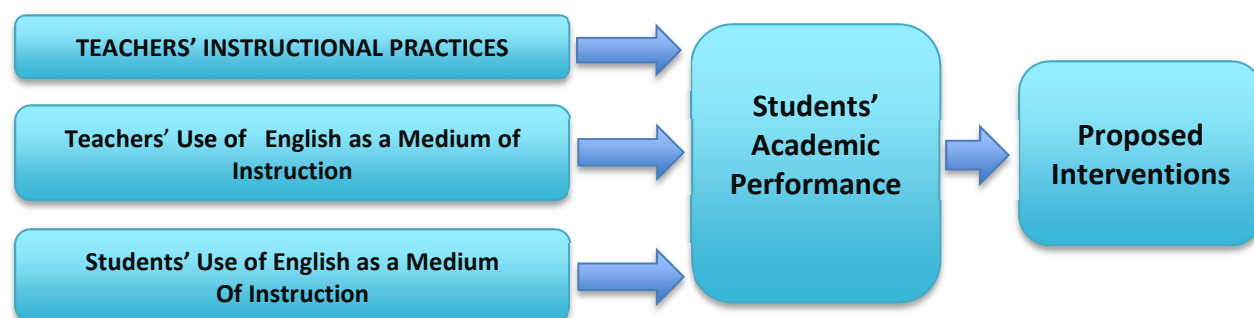 TEACHERS’ INSTRUCTIONAL PRACTICES
Teachers’ Use of English as a Medium of
Instruction
Students’ Use of English as a Medium
Of Instruction
Students’
Academic
Performance
Proposed
Interventions